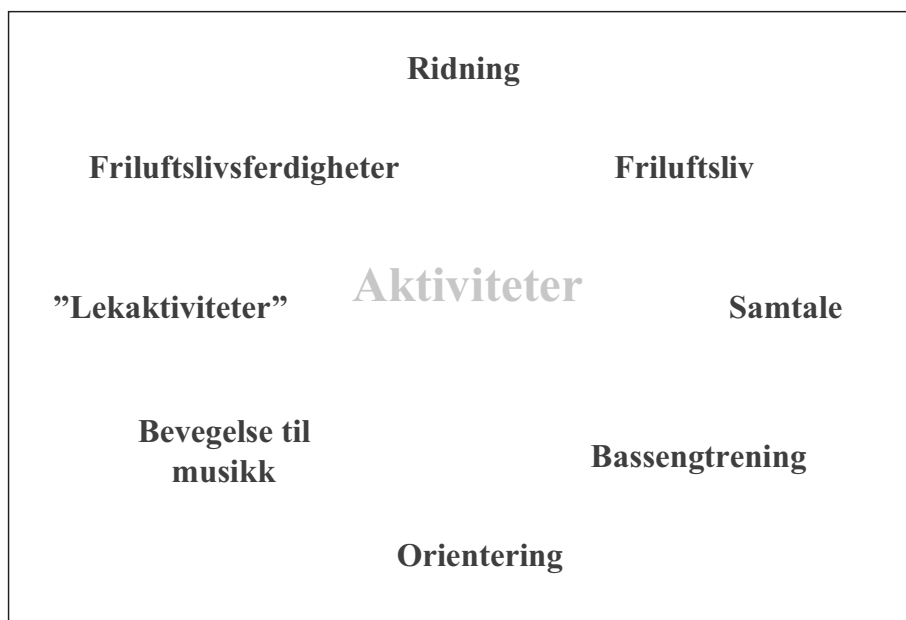 Ridning
Friluftslivsferdigheter
Friluftsliv
Aktiviteter
”Lekaktiviteter”
Samtale
Bevegelse til
musikk
Bassengtrening
Orientering